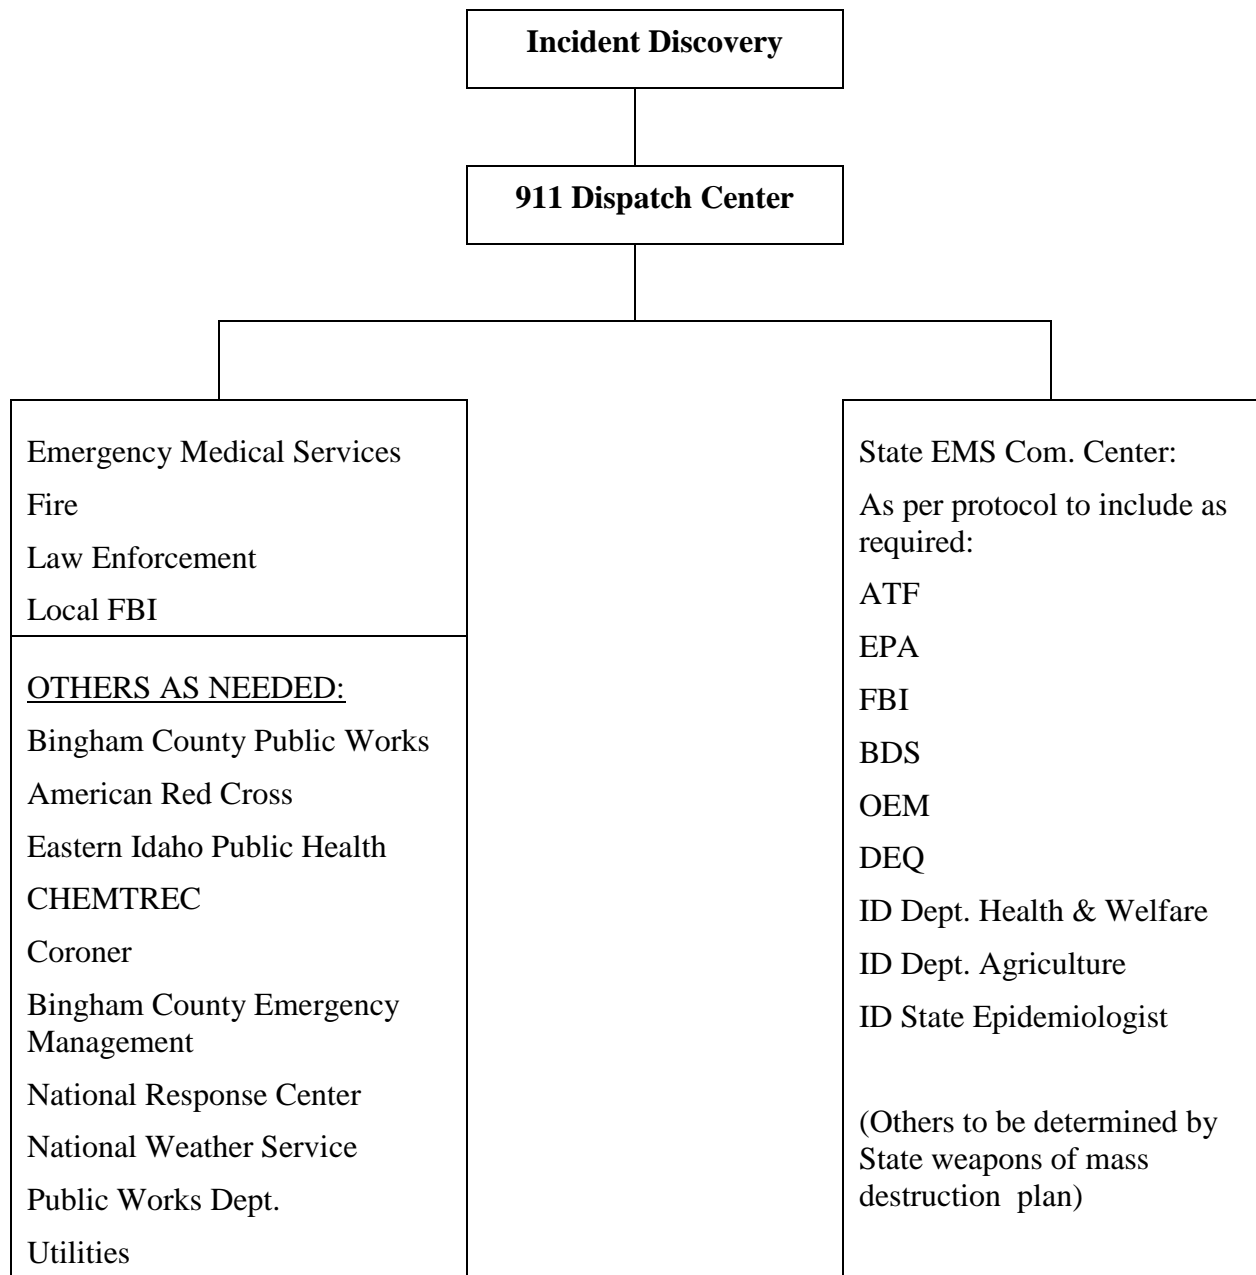 Incident Discovery
911 Dispatch Center
Emergency Medical Services
Fire
Law Enforcement
Local FBI
OTHERS AS NEEDED:
Bingham County Public Works
American Red Cross
Eastern Idaho Public Health
CHEMTREC
Coroner
Bingham County Emergency
Management
National Response Center
National Weather Service
Public Works Dept.
Utilities
State EMS Com. Center:
As per protocol to include as
required:
ATF
EPA
FBI
BDS
OEM
DEQ
ID Dept. Health & Welfare
ID Dept. Agriculture
ID State Epidemiologist
(Others to be determined by
State weapons of mass
destruction  plan)